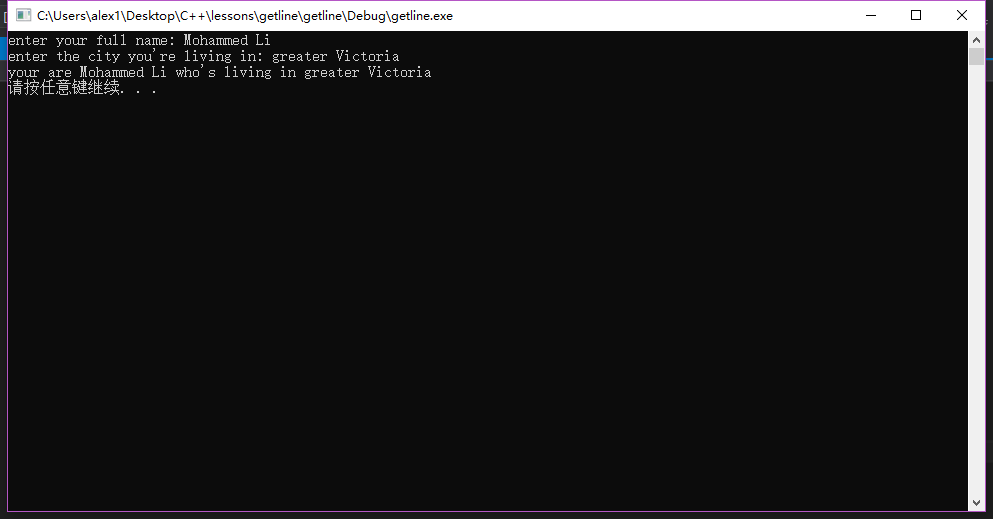 C:\Users\alex1\Desktop\C++\lessons\getline\getline\Debug\getline.exe
enter your full name: Mohammed Li
enter the city you're living in: greater Victoria
your are Mohammed Li who's living in greater Victoria
请按任意键继续. . .